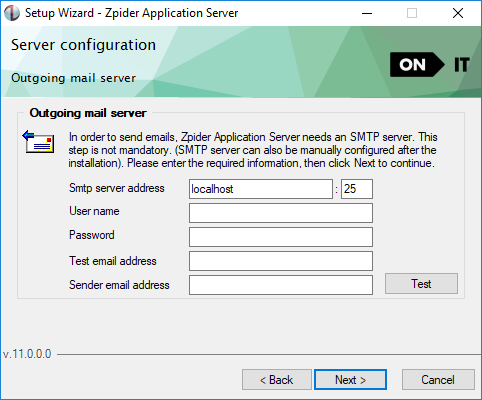 Setup Wizard - Zpider Application Server
Server configuration
Outgoing mail server
ON IT
Outgoing mail server
In order to send emails, Zpider Application Server needs an SMTP server. This
step is not mandatory. (SMTP server can also be manually configured after the
installation). Please enter the required information, then click Next to continue.
Smtp server address localhost : 25
User name
Password
Test email address
Sender email address Test
v.11.0.0.0
< Back Next > Cancel